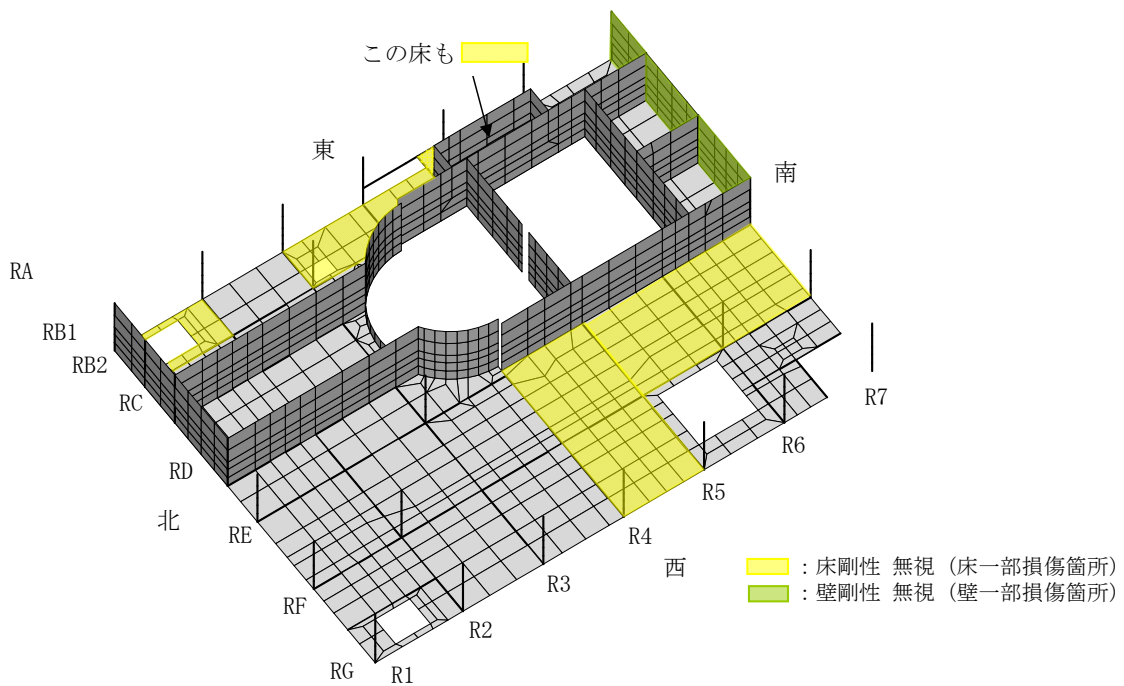 この床も
東
南
RA
RB1
RB2
RC
RD
北
RE
RF
RG
R1
R2
R3
R4
R5
R6
R7
西
：床剛性 無視（床一部損傷箇所）
：壁剛性 無視（壁一部損傷箇所）